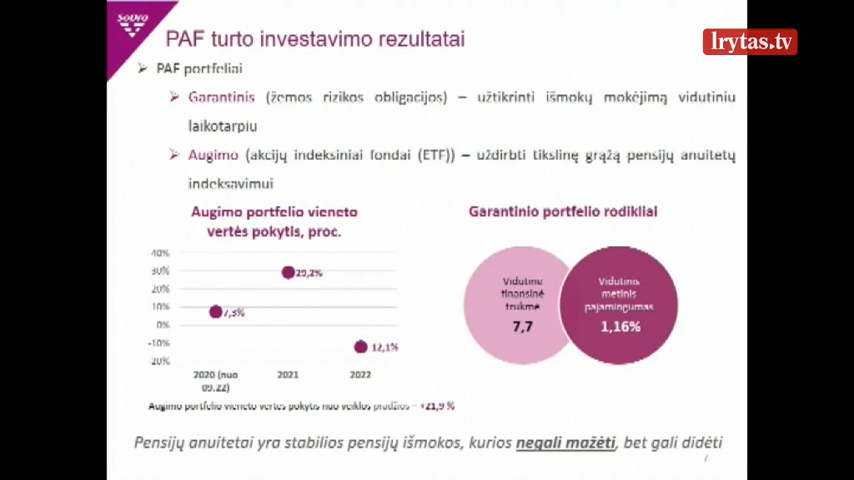 SoDra
lrytas.tv
PAF turto investavimo rezultatai
PAF portfeliai
Garantinis (žemos rizikos obligacijos) – užtikrinti išmokų mokėjimą vidutiniu
laikotarpiu
Augimo (akcijų indeksiniai fondai (ETF)) – uždirbti tikslinę grąžą pensijų anuitetų
indeksavimui
Augimo portfelio vieneto
vertės pokytis, proc.
40%
30%
20%
10%
0%
-10%
-20%
7,3%
29,2%
12,1%
2020 (nuo
09.22)
2021
2022
Augimo portfelio vieneto vertės pokytis nuo veiklos pradžios – +21,9 %
Garantinio portfelio rodikliai
Vidutinė
finansinė
trukmė
7,7
Vidutinis
metinis
pajamingumas
1,16%
Pensijų anuitetai yra stabilios pensijų išmokos, kurios negali mažėti, bet gali didėti
7